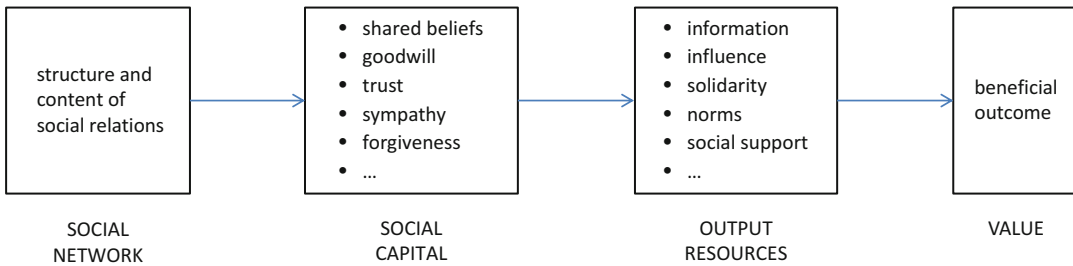 structure and
content of
social relations
• shared beliefs
• goodwill
• trust
• sympathy
• forgiveness
• ...
• information
• influence
• solidarity
• norms
• social support
• ...
beneficial
outcome
SOCIAL
NETWORK
SOCIAL
CAPITAL
OUTPUT
RESOURCES
VALUE